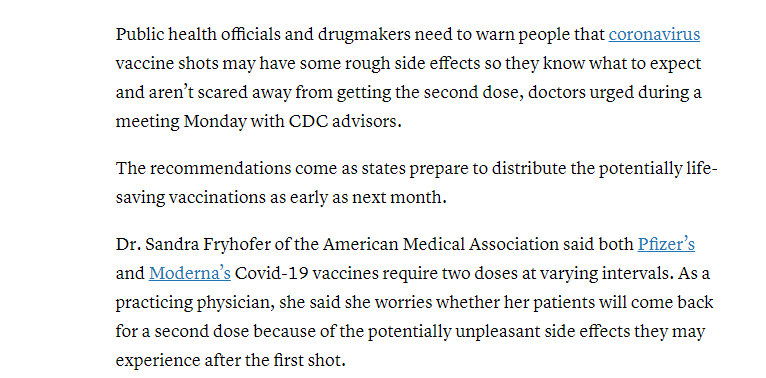 Public health officials and drugmakers need to warn people that coronavirus
vaccine shots may have some rough side effects so they know what to expect
and aren’t scared away from getting the second dose, doctors urged during a
meeting Monday with CDC advisors.
The recommendations come as states prepare to distribute the potentially life-
saving vaccinations as early as next month.
Dr. Sandra Fryhofer of the American Medical Association said both Pfizer’s
and Moderna’s Covid-19 vaccines require two doses at varying intervals. As a
practicing physician, she said she worries whether her patients will come back
for a second dose because of the potentially unpleasant side effects they may
experience after the first shot.